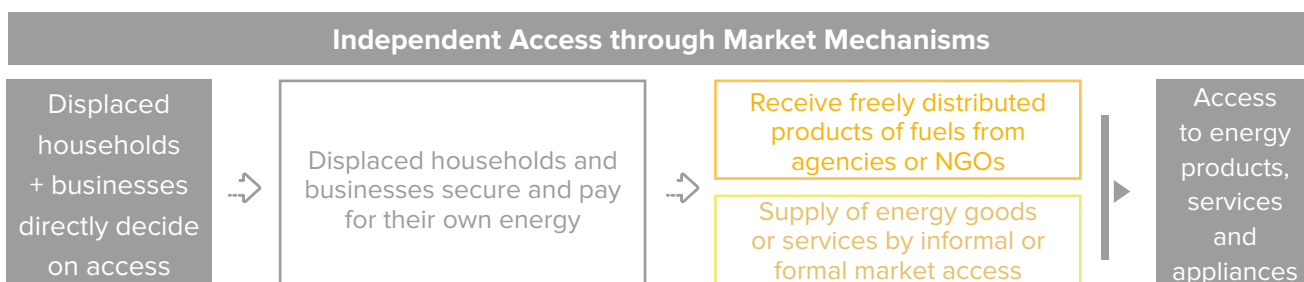 Independent Access through Market Mechanisms
Displaced
households
+ businesses
directly decide
on access
Displaced households and
businesses secure and pay
for their own energy
Receive freely distributed
products of fuels from
agencies or NGOs
Supply of energy goods
or services by informal or
formal market access
Access
to energy
products,
services
and
appliances